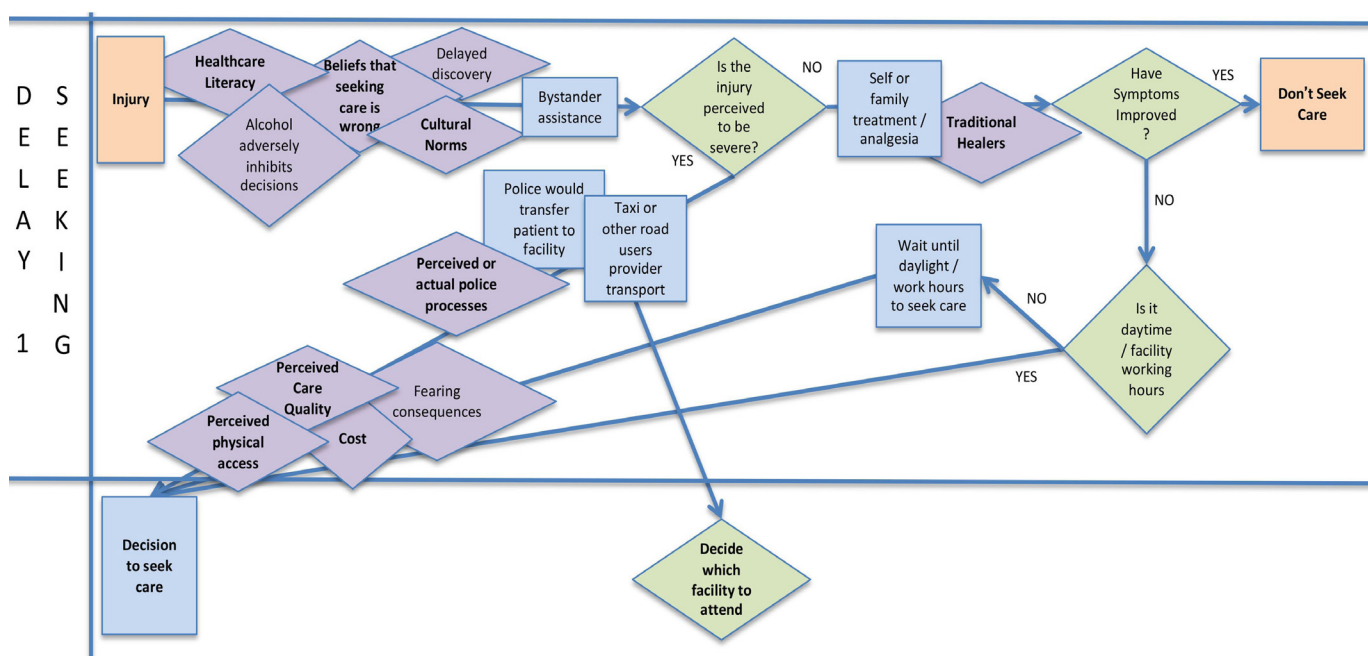 DELAY 1
SEEKING
Injury
Healthcare
Literacy
Alcohol
adversely
inhibits
decisions
Beliefs that
seeking
care is
wrong
Delayed
discovery
Cultural
Norms
Bystander
assistance
Is the
injury
perceived
to be
severe?
NO
YES
Self or
family
treatment /
analgesia
Traditional
Healers
Have
Symptoms
Improved
?
YES
NO
Don't Seek
Care
Police would
transfer
patient to
facility
Taxi or
other road
users
provider
transport
Perceived or
actual police
processes
Wait until
daylight /
work hours
to seek care
NO
YES
Is it
daytime
/ facility
working
hours
Perceived
Care
Quality
Fearing
consequences
Perceived
physical
access
Cost
Decision
to seek
care
Decide
which
facility to
attend